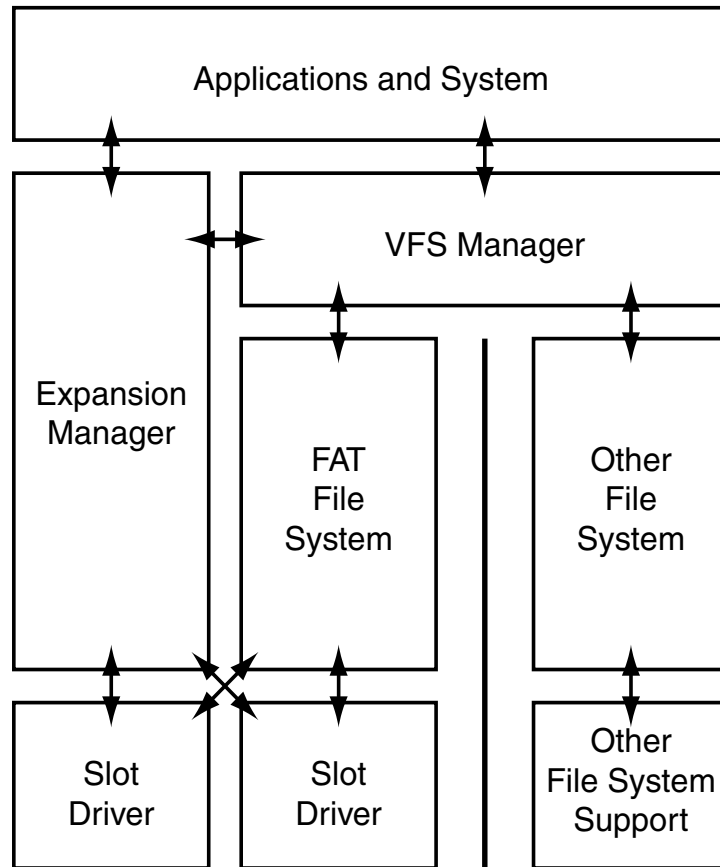 Applications and System
VFS Manager
Expansion
Manager
FAT
File
System
Other
File
System
Slot
Driver
Slot
Driver
Other
File System
Support